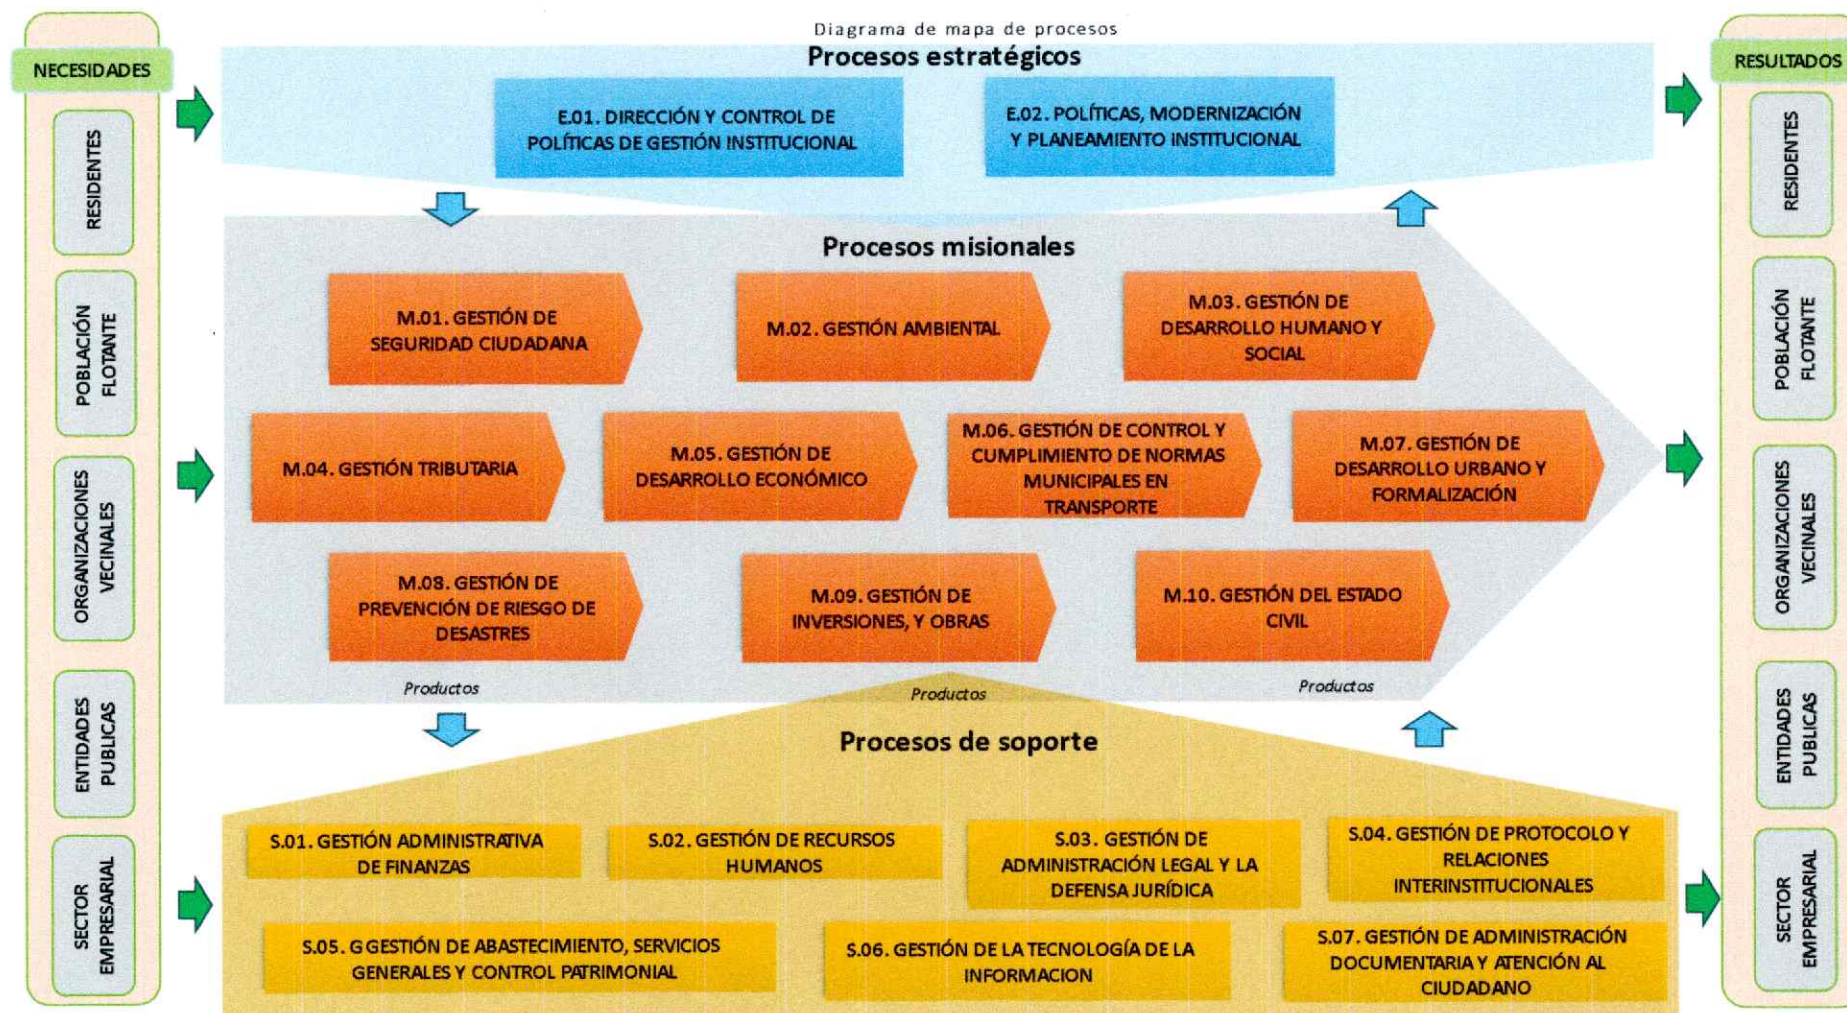 Diagrama de mapa de procesos
NECESIDADES
RESIDENTES
POBLACIÓN
FLOTANTE
ORGANIZACIONES
VECINALES
ENTIDADES
PUBLICAS
SECTOR
EMPRESARIAL
Procesos estratégicos
E.01. DIRECCIÓN Y CONTROL DE
POLÍTICAS DE GESTIÓN INSTITUCIONAL
E.02. POLÍTICAS, MODERNIZACIÓN
Y PLANEAMIENTO INSTITUCIONAL
Procesos misionales
M.01. GESTIÓN DE
SEGURIDAD CIUDADANA
M.02. GESTIÓN AMBIENTAL
M.03. GESTIÓN DE
DESARROLLO HUMANO Y
SOCIAL
M.04. GESTIÓN TRIBUTARIA
M.05. GESTIÓN DE
DESARROLLO ECONÓMICO
M.06. GESTIÓN DE CONTROL Y
CUMPLIMIENTO DE NORMAS
MUNICIPALES EN
TRANSPORTE
M.07. GESTIÓN DE
DESARROLLO URBANO Y
FORMALIZACIÓN
M.08. GESTIÓN DE
PREVENCIÓN DE RIESGO DE
DESASTRES
M.09. GESTIÓN DE
INVERSIONES, Y OBRAS
M.10. GESTIÓN DEL ESTADO
CIVIL
Productos
Productos
Productos
Procesos de soporte
S.01. GESTIÓN ADMINISTRATIVA
DE FINANZAS
S.02. GESTIÓN DE RECURSOS
HUMANOS
S.03. GESTIÓN DE
ADMINISTRACIÓN LEGAL Y LA
DEFENSA JURÍDICA
S.04. GESTIÓN DE PROTOCOLO Y
RELACIONES
INTERINSTITUCIONALES
S.05. G GESTIÓN DE ABASTECIMIENTO, SERVICIOS
GENERALES Y CONTROL PATRIMONIAL
S.06. GESTIÓN DE LA TECNOLOGÍA DE LA
INFORMACION
S.07. GESTIÓN DE ADMINISTRACIÓN
DOCUMENTARIA Y ATENCIÓN AL
CIUDADANO
RESULTADOS
RESIDENTES
POBLACIÓN
FLOTANTE
ORGANIZACIONES
VECINALES
ENTIDADES
PUBLICAS
SECTOR
EMPRESARIAL